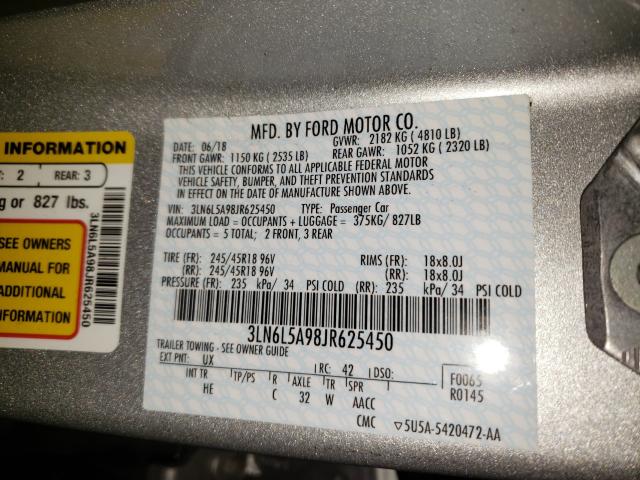 INFORMATION
: 2 REAR: 3
g or 827 lbs.
SEE OWNERS
MANUAL FOR
ADDITIONAL
INFORMATION
3LN6L5A98JR625450
MFD. BY FORD MOTOR CO.
DATE: 06/18 GVWR: 2182 KG ( 4810 LB)
FRONT GAWR: 1150 KG ( 2535 LB) REAR GAWR: 1052 KG ( 2320 LB)
THIS VEHICLE CONFORMS TO ALL APPLICABLE FEDERAL MOTOR
VEHICLE SAFETY, BUMPER, AND THEFT PREVENTION STANDARDS
IN EFFECT ON THE DATE OF MANUFACTURE SHOWN ABOVE.
VIN: 3LN6L5A98JR625450 TYPE: Passenger Car
MAXIMUM LOAD = OCCUPANTS + LUGGAGE = 375KG/ 827LB
OCCUPANTS = 5 TOTAL; 2 FRONT, 3 REAR
TIRE (FR): 245/45R18 96V RIMS (FR): 18x8.0J
(RR): 245/45R18 96V (RR): 18x8.0J
PRESSURE (FR): 235 kPa/ 34 PSI COLD (RR): 235 kPa/ 34 PSI COLD
3LN6L5A98JR625450
TRAILER TOWING - SEE OWNER GUIDE
EXT PNT: UX RC: 42 DSO: F0065
INT TR TP/PS R AXLE TR SPR R0145
HE C 32 W AACC
CMC ▽5U5A-5420472-AA